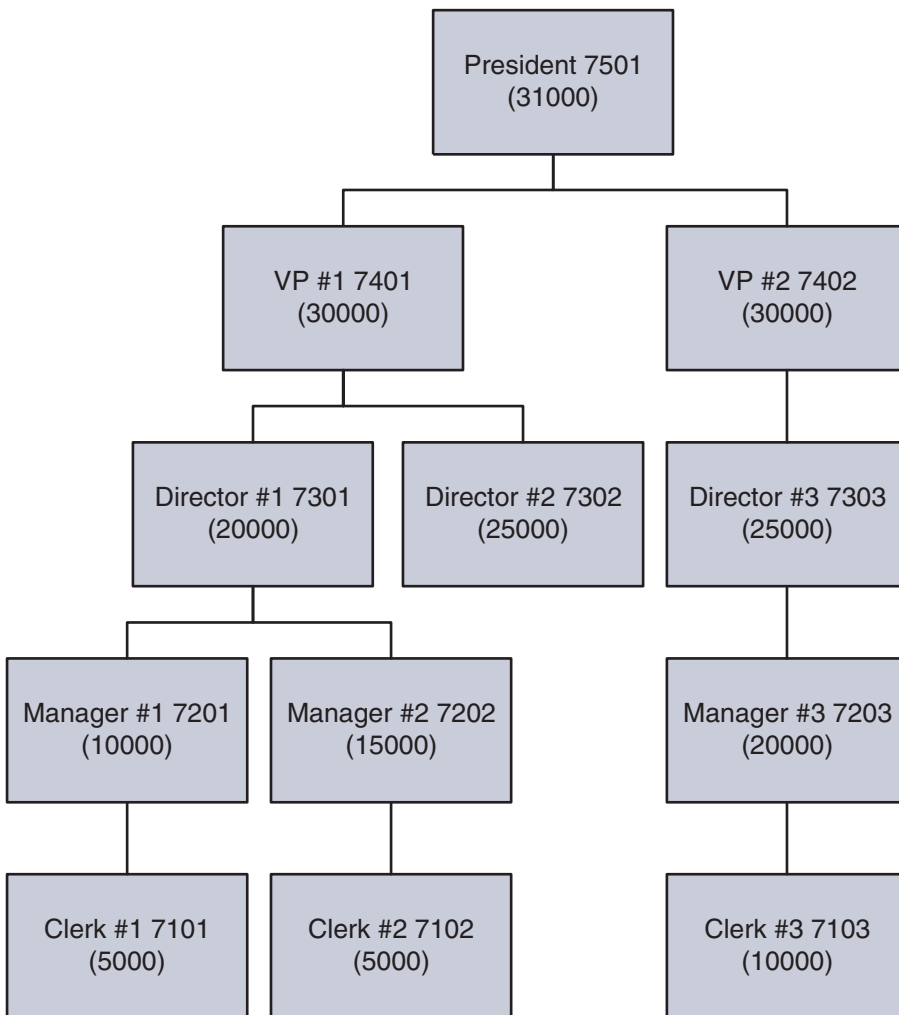 President 7501
(31000)
VP #1 7401
(30000)
VP #2 7402
(30000)
Director #1 7301
(20000)
Director #2 7302
(25000)
Director #3 7303
(25000)
Manager #1 7201
(10000)
Manager #2 7202
(15000)
Manager #3 7203
(20000)
Clerk #1 7101
(5000)
Clerk #2 7102
(5000)
Clerk #3 7103
(10000)